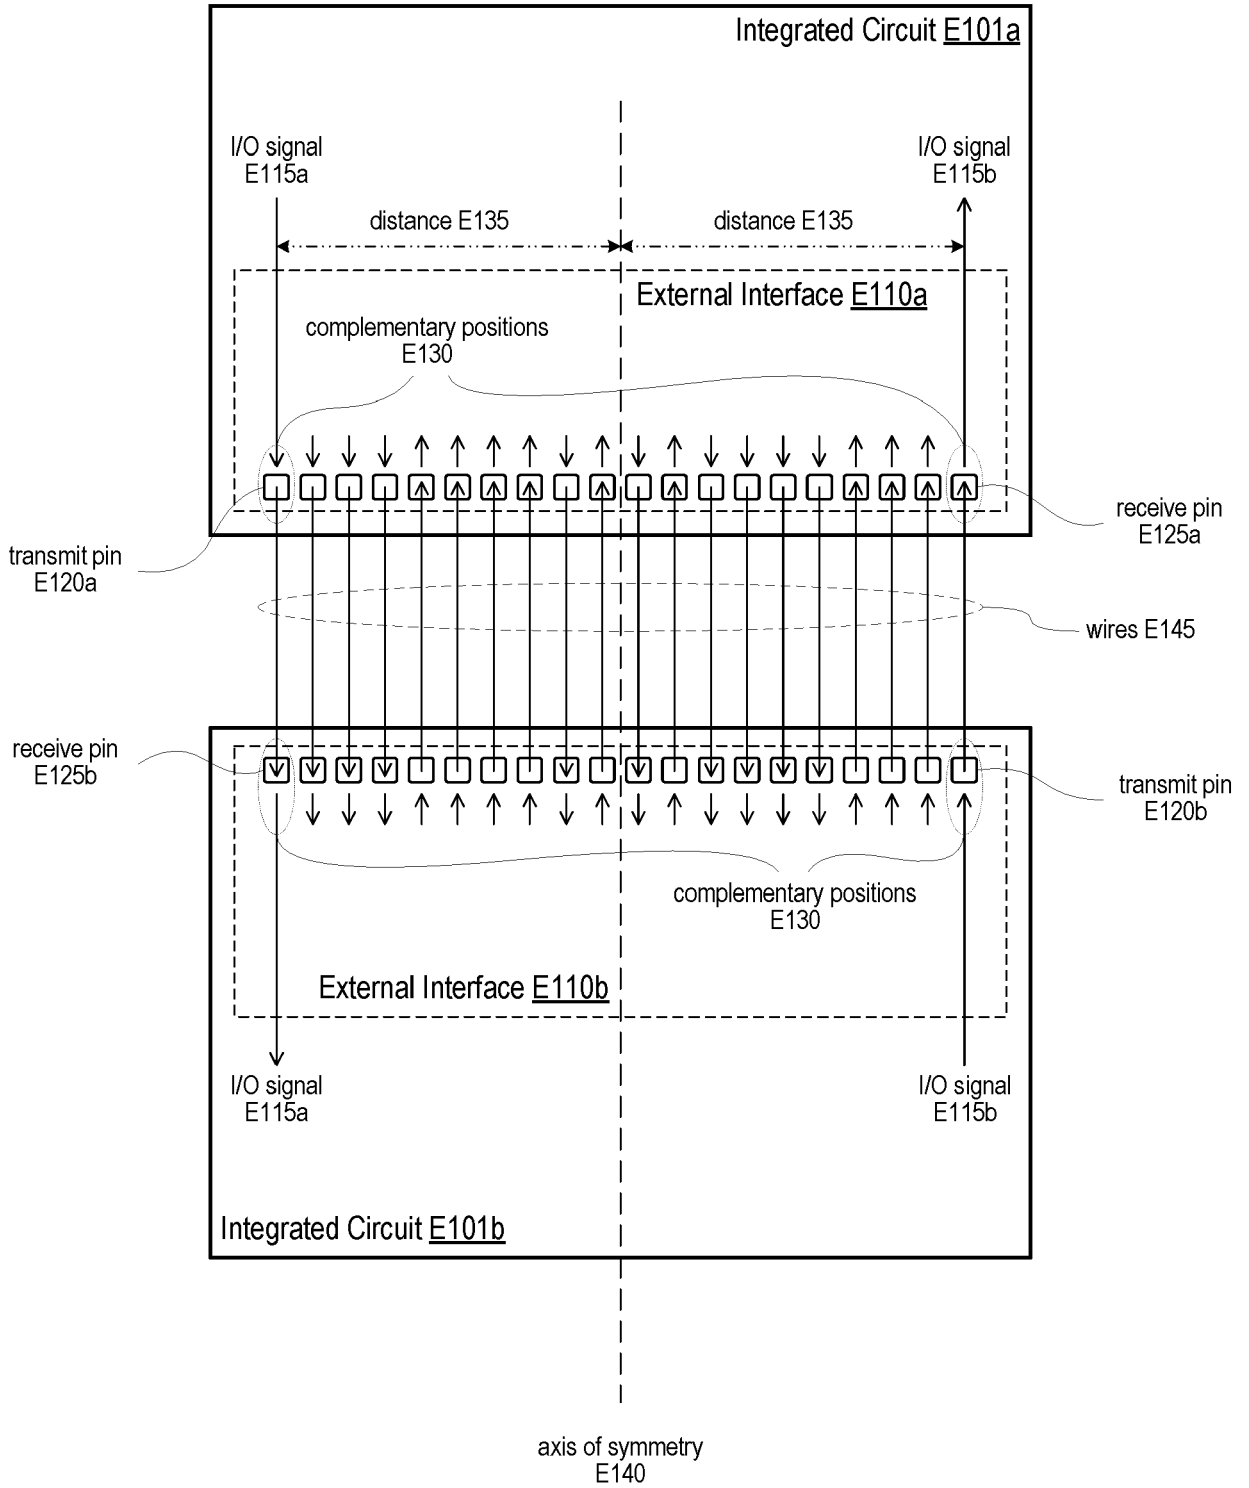 Integrated Circuit E101a
I/O signal
E115a
I/O signal
E115b
distance E135
distance E135
External Interface E110a
complementary positions
E130
receive pin
E125a
transmit pin
E120a
wires E145
receive pin
E125b
transmit pin
E120b
complementary positions
E130
External Interface E110b
I/O signal
E115a
I/O signal
E115b
Integrated Circuit E101b
axis of symmetry
E140